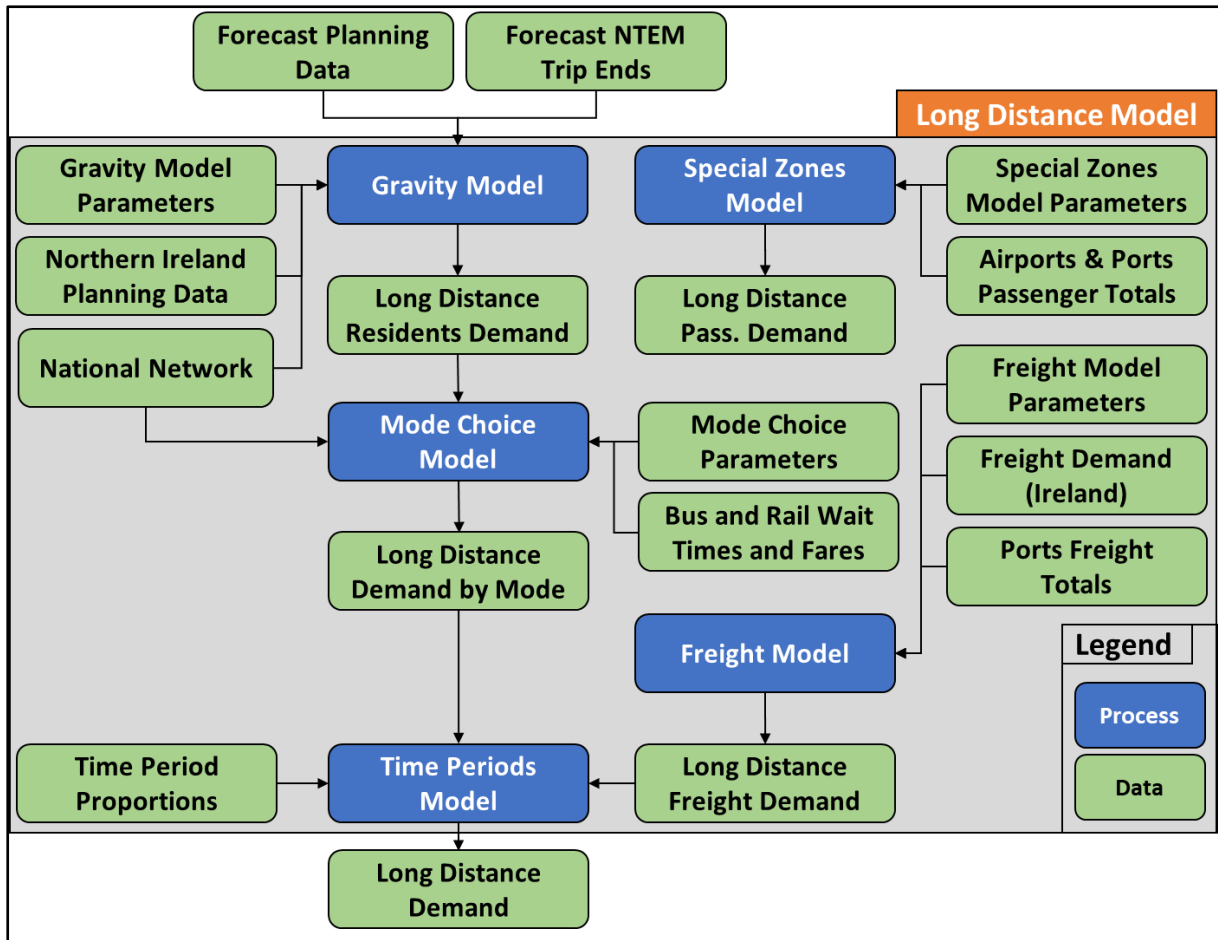 Forecast Planning
Data
Forecast NTEM
Trip Ends
Long Distance Model
Gravity Model
Parameters
Gravity Model
Special Zones
Model
Special Zones
Model Parameters
Northern Ireland
Planning Data
Long Distance
Residents Demand
Long Distance
Pass. Demand
Airports & Ports
Passenger Totals
National Network
Freight Model
Parameters
Mode Choice
Model
Mode Choice
Parameters
Freight Demand
(Ireland)
Bus and Rail Wait
Times and Fares
Long Distance
Demand by Mode
Ports Freight
Totals
Freight Model
Legend
Process
Data
Time Period
Proportions
Time Periods
Model
Long Distance
Freight Demand
Long Distance
Demand